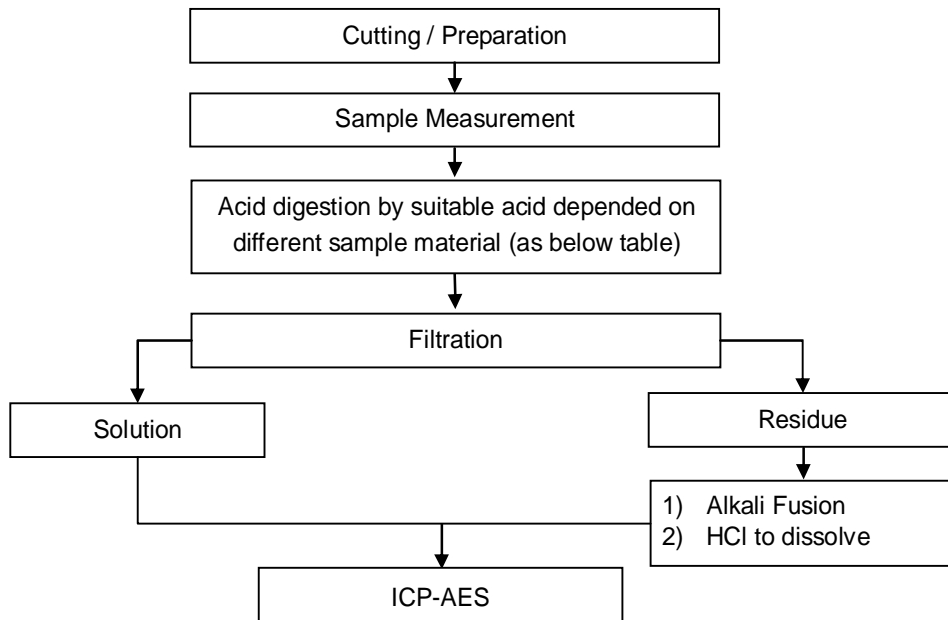 Cutting / Preparation
Sample Measurement
Acid digestion by suitable acid depended on
different sample material (as below table)
Filtration
Solution
Residue
1) Alkali Fusion
2) HCl to dissolve
ICP-AES